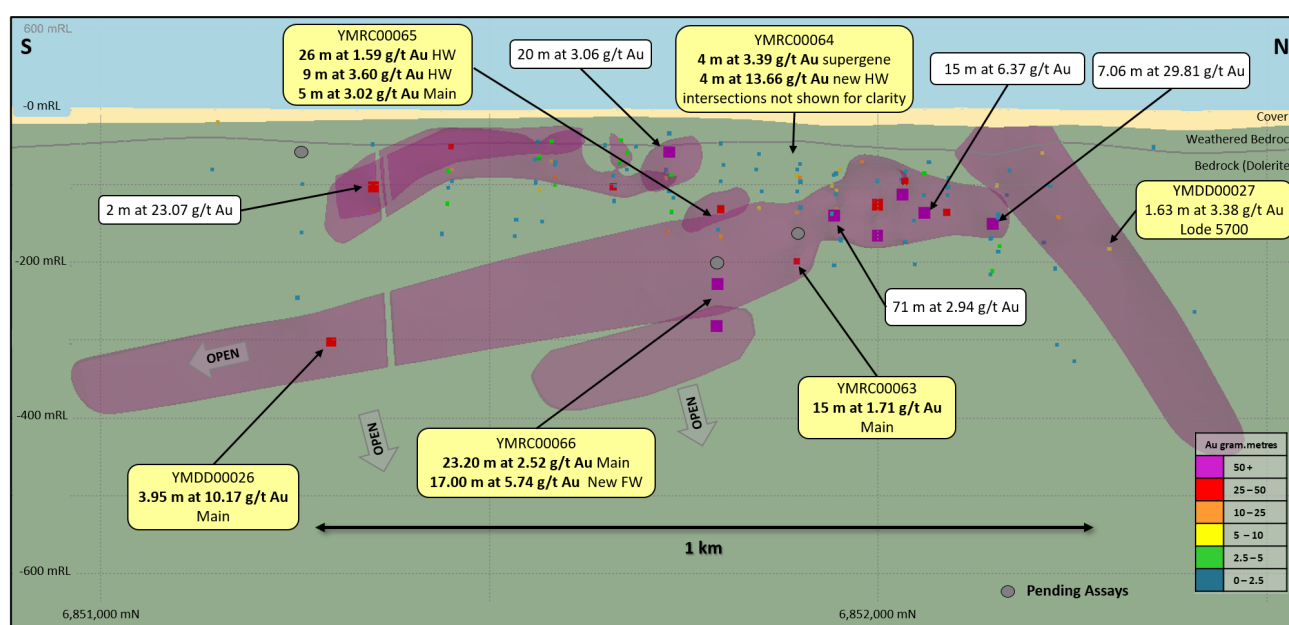 600 mRL
S
N
YMRC00065
26 m at 1.59 g/t Au HW
9 m at 3.60 g/t Au HW
5 m at 3.02 g/t Au Main
20 m at 3.06 g/t Au
YMRC00064
4 m at 3.39 g/t Au supergene
4 m at 13.66 g/t Au new HW
intersections not shown for clarity
15 m at 6.37 g/t Au
7.06 m at 29.81 g/t Au
-0 mRL
Cover
Weathered Bedroc
Bedrock (Dolerite
2 m at 23.07 g/t Au
YMDD00027
1.63 m at 3.38 g/t Au
Lode 5700
-200 mRL
71 m at 2.94 g/t Au
OPEN
YMRC00063
15 m at 1.71 g/t Au
Main
-400 mRL
OPEN
OPEN
YMRC00066
23.20 m at 2.52 g/t Au Main
17.00 m at 5.74 g/t Au New FW
YMDD00026
3.95 m at 10.17 g/t Au
Main
Au gram.metres
50+
25–50
10–25
5 –10
2.5–5
0–2.5
1 km
-600 mRL
Pending Assays
6,851,000 mN
6,852,000 mN